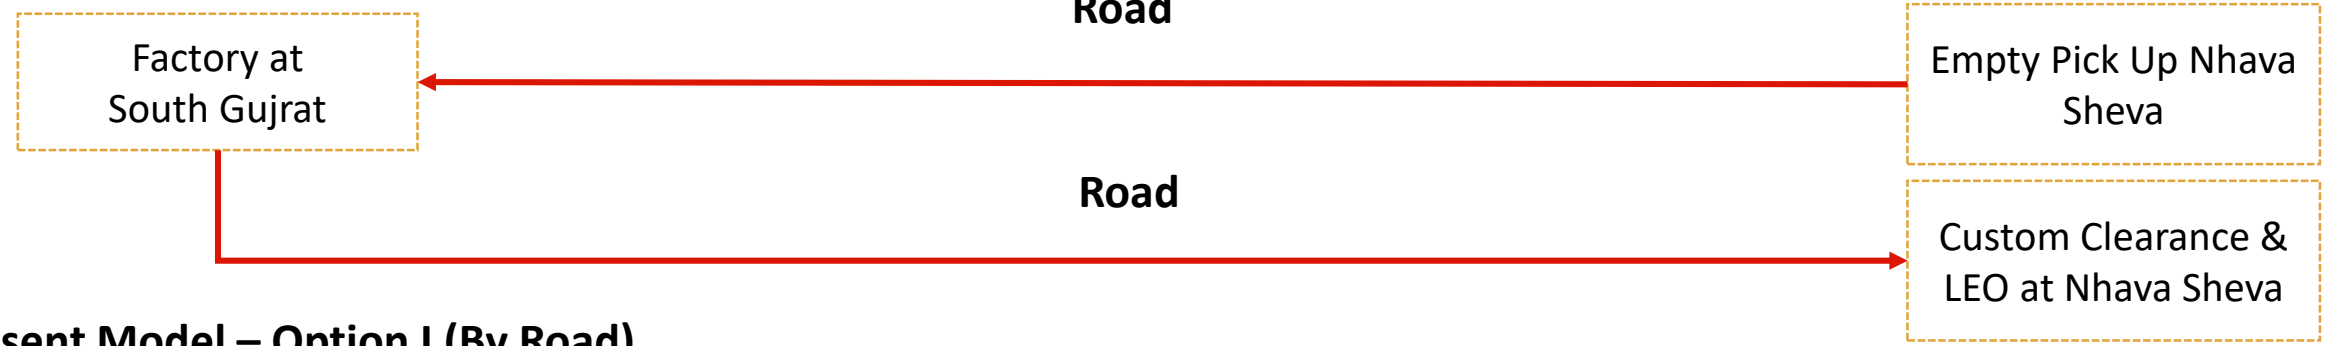 Road
Factory at
South Gujrat
Empty Pick Up Nhava
Sheva
Road
Custom Clearance &
LEO at Nhava Sheva
sent Model – Option I (By Road)